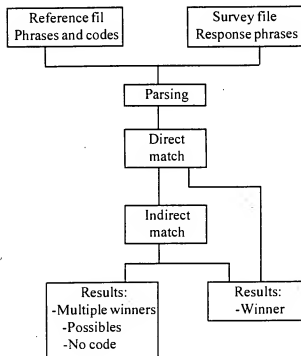 Reference fil
Phrases and codes
Survey file
Response phrases
Parsing
Direct
match
Indirect
match
Results:
-Multiple winners
-Possibles
-No code
Results:
-Winner